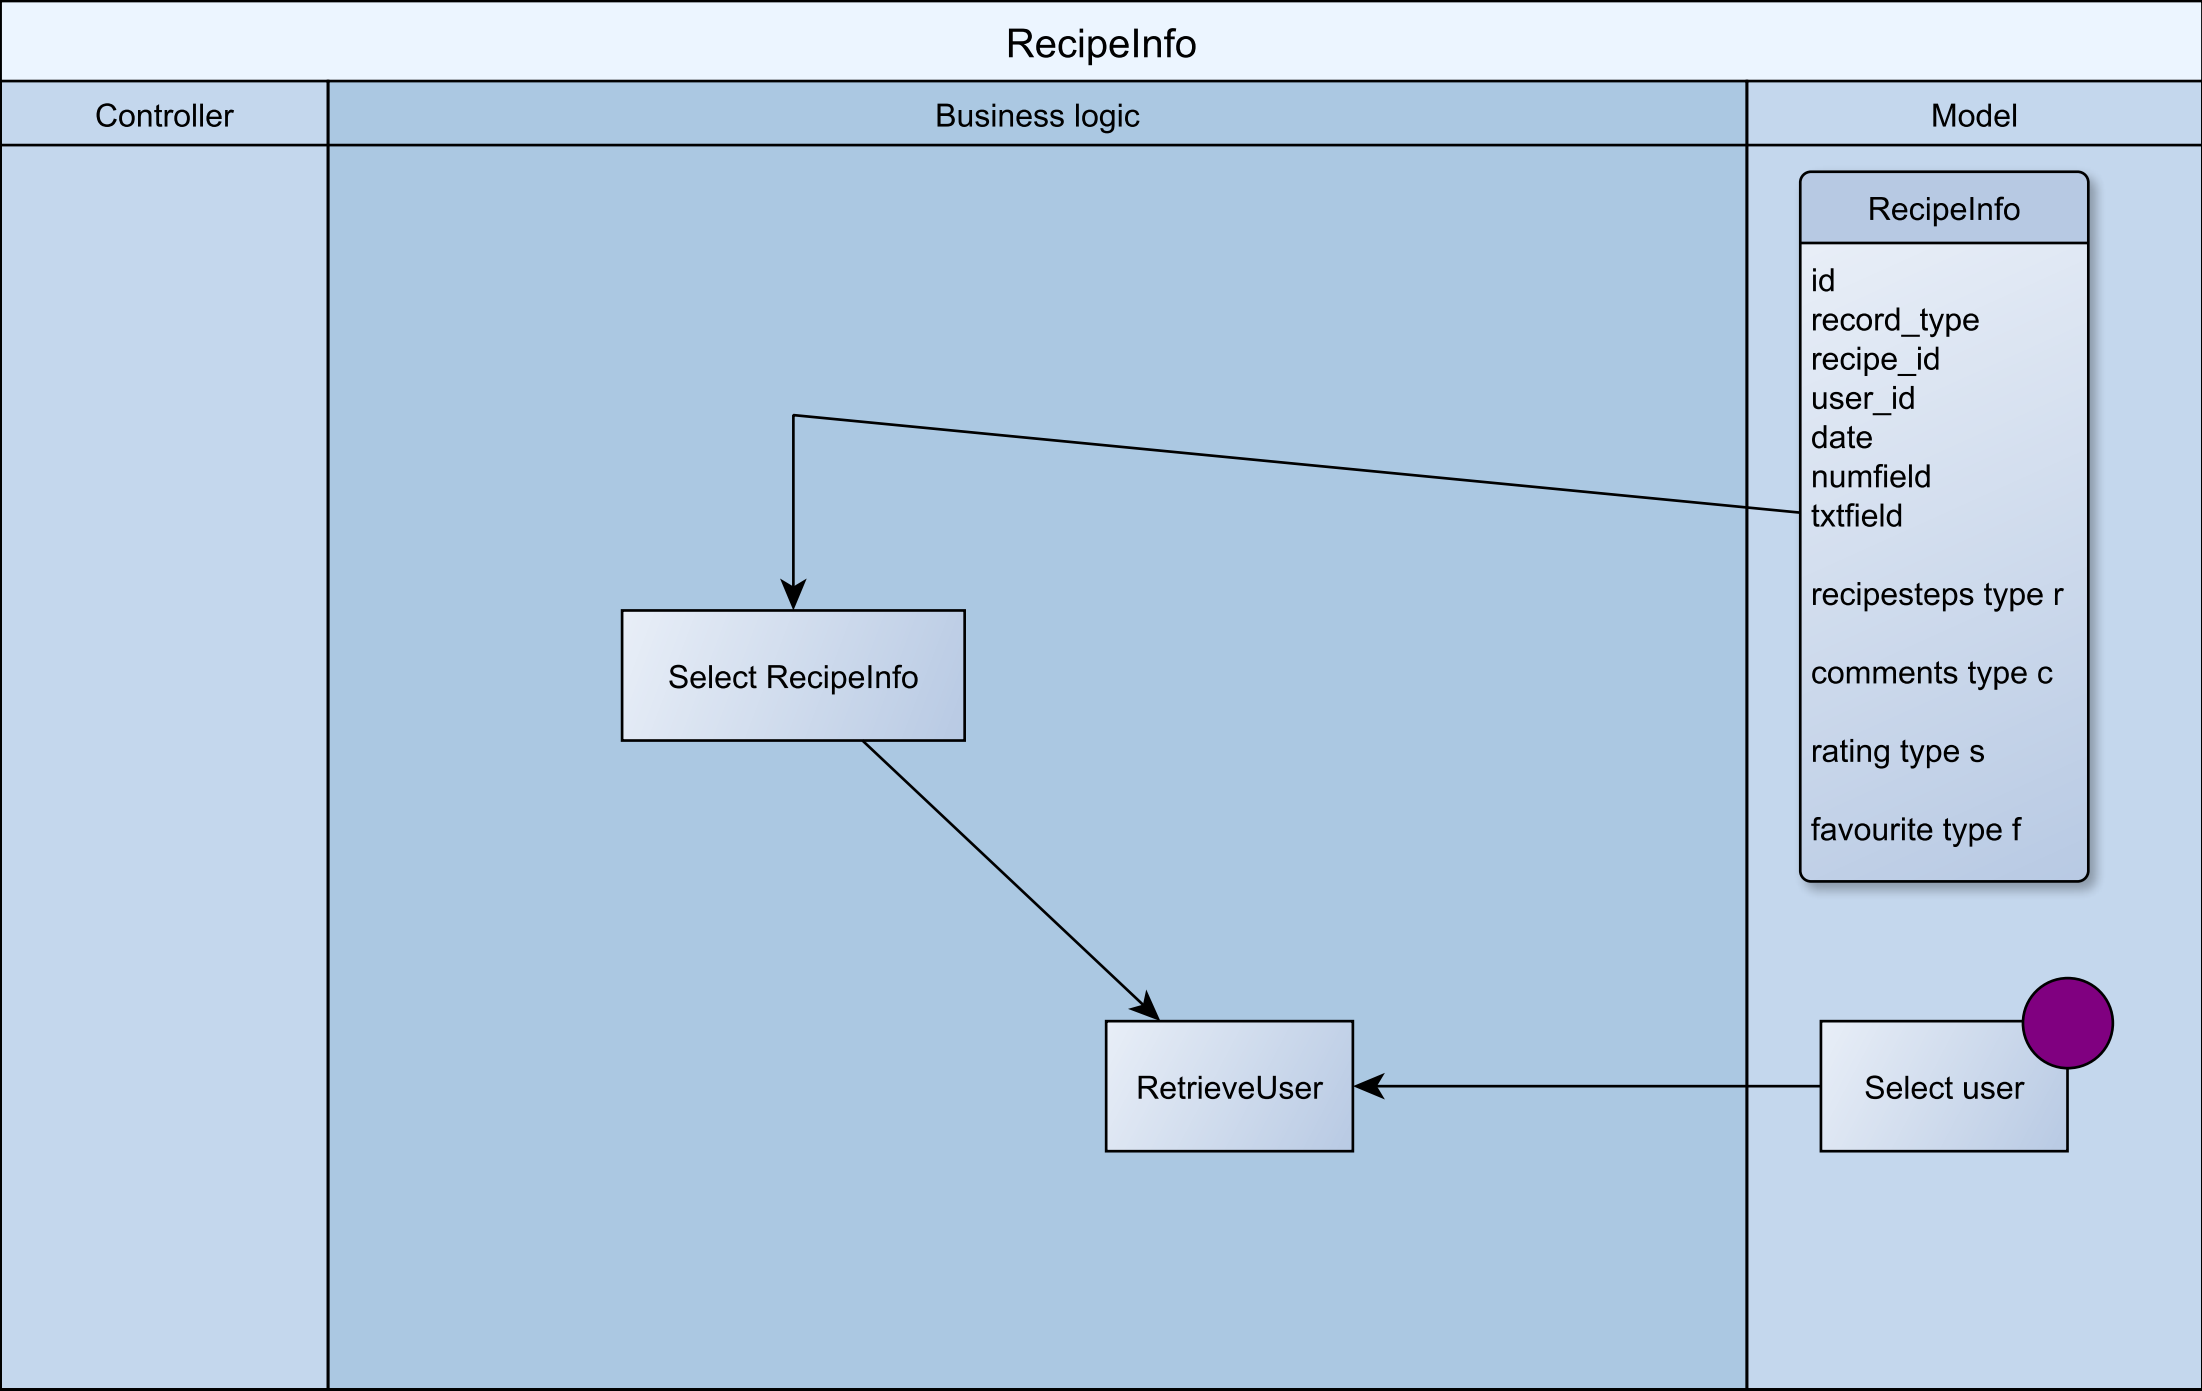 RecipeInfo
Controller
Business logic
Model
RecipeInfo
id
record_type
recipe_id
user_id
date
numfield
txtfield
recipesteps type r
comments type c
rating type s
favourite type f
Select RecipeInfo
RetrieveUser
Select user